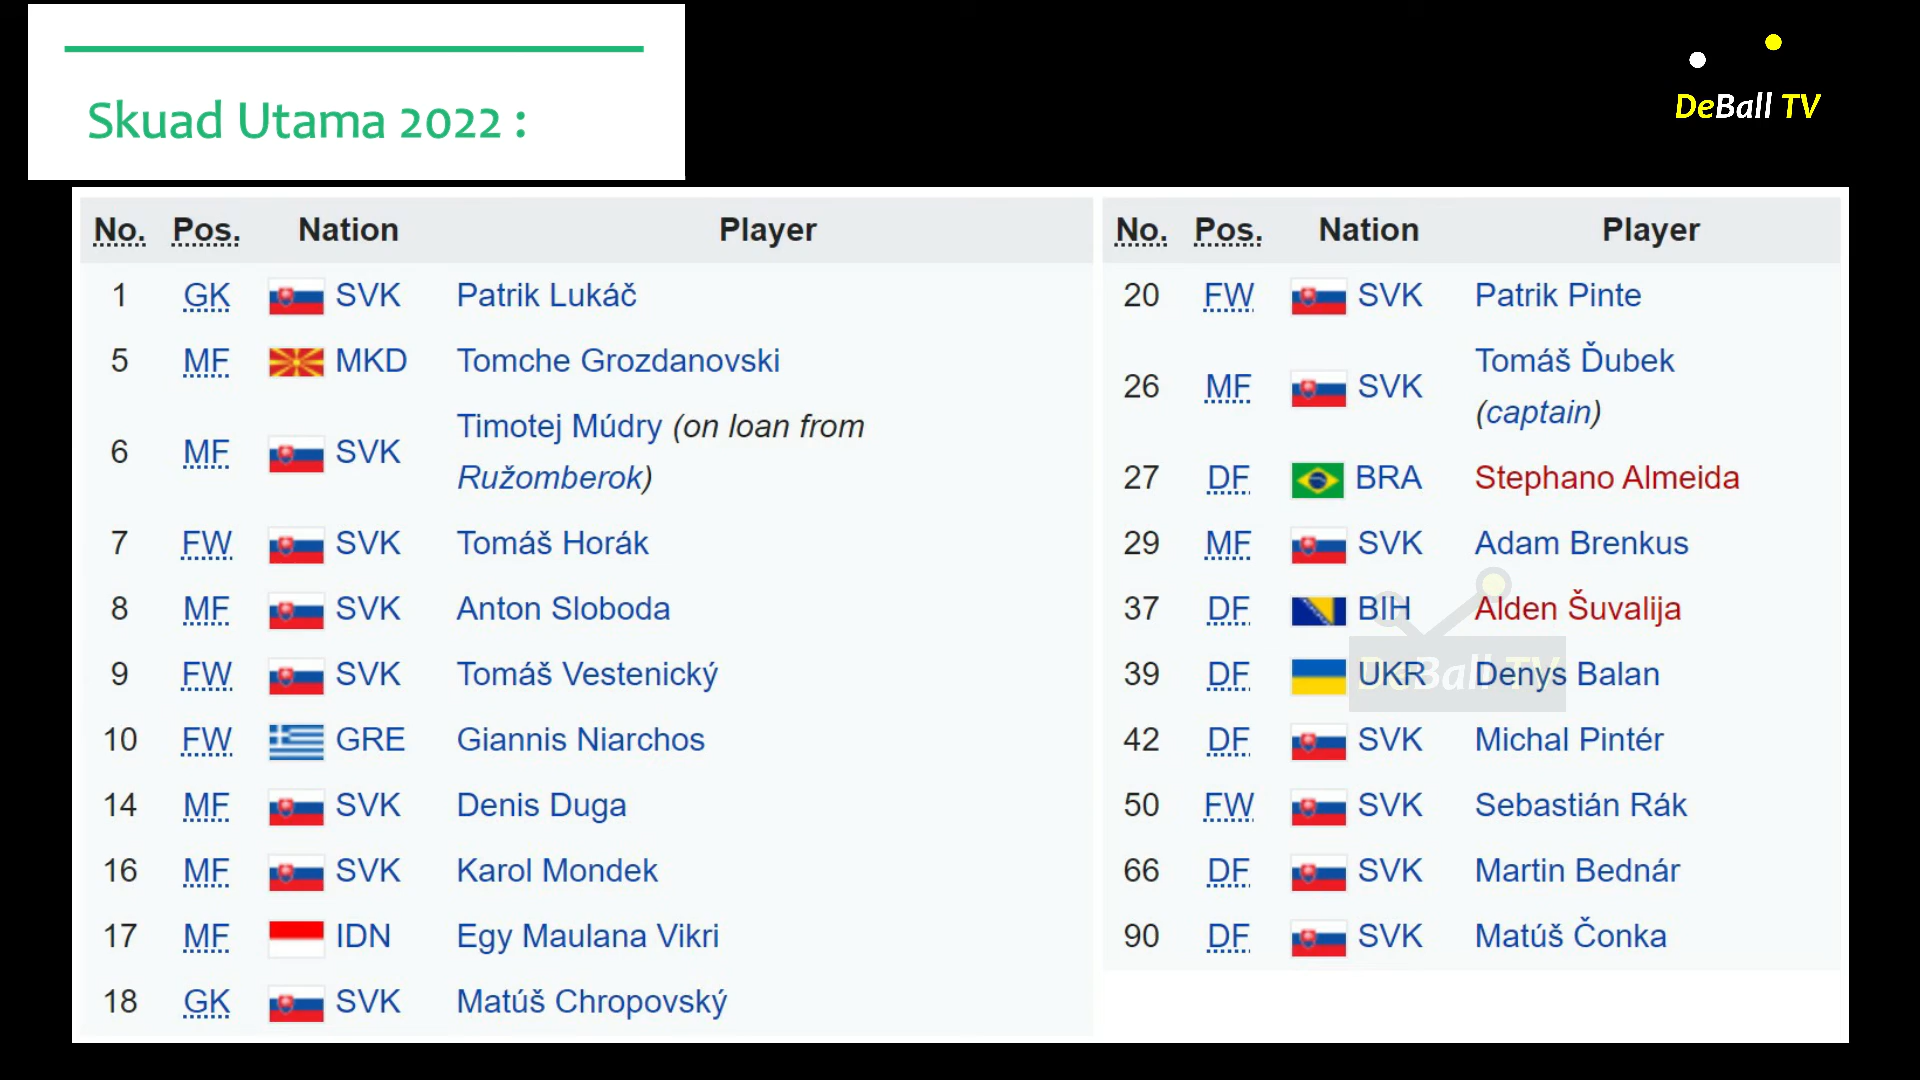 Skuad Utama 2022 :
DeBall TV
No. Pos. Nation Player
1 GK SVK Patrik Lukáč
5 MF MKD Tomche Grozdanovski
6 MF SVK Timotej Múdry (on loan from
Ružomberok)
7 FW SVK Tomáš Horák
8 MF SVK Anton Sloboda
9 FW SVK Tomáš Vestenický
10 FW GRE Giannis Niarchos
14 MF SVK Denis Duga
16 MF SVK Karol Mondek
17 MF IDN Egy Maulana Vikri
18 GK SVK Matúš Chropovský
No. Pos. Nation Player
20 FW SVK Patrik Pinte
26 MF SVK Tomáš Ďubek
(captain)
27 DF BRA Stephano Almeida
29 MF SVK Adam Brenkus
37 DF BIH Alden Šuvalija
39 DF UKR Denys Balan
DeBall TV
42 DF SVK Michal Pintér
50 FW SVK Sebastián Rák
66 DF SVK Martin Bednár
90 DF SVK Matúš Čonka